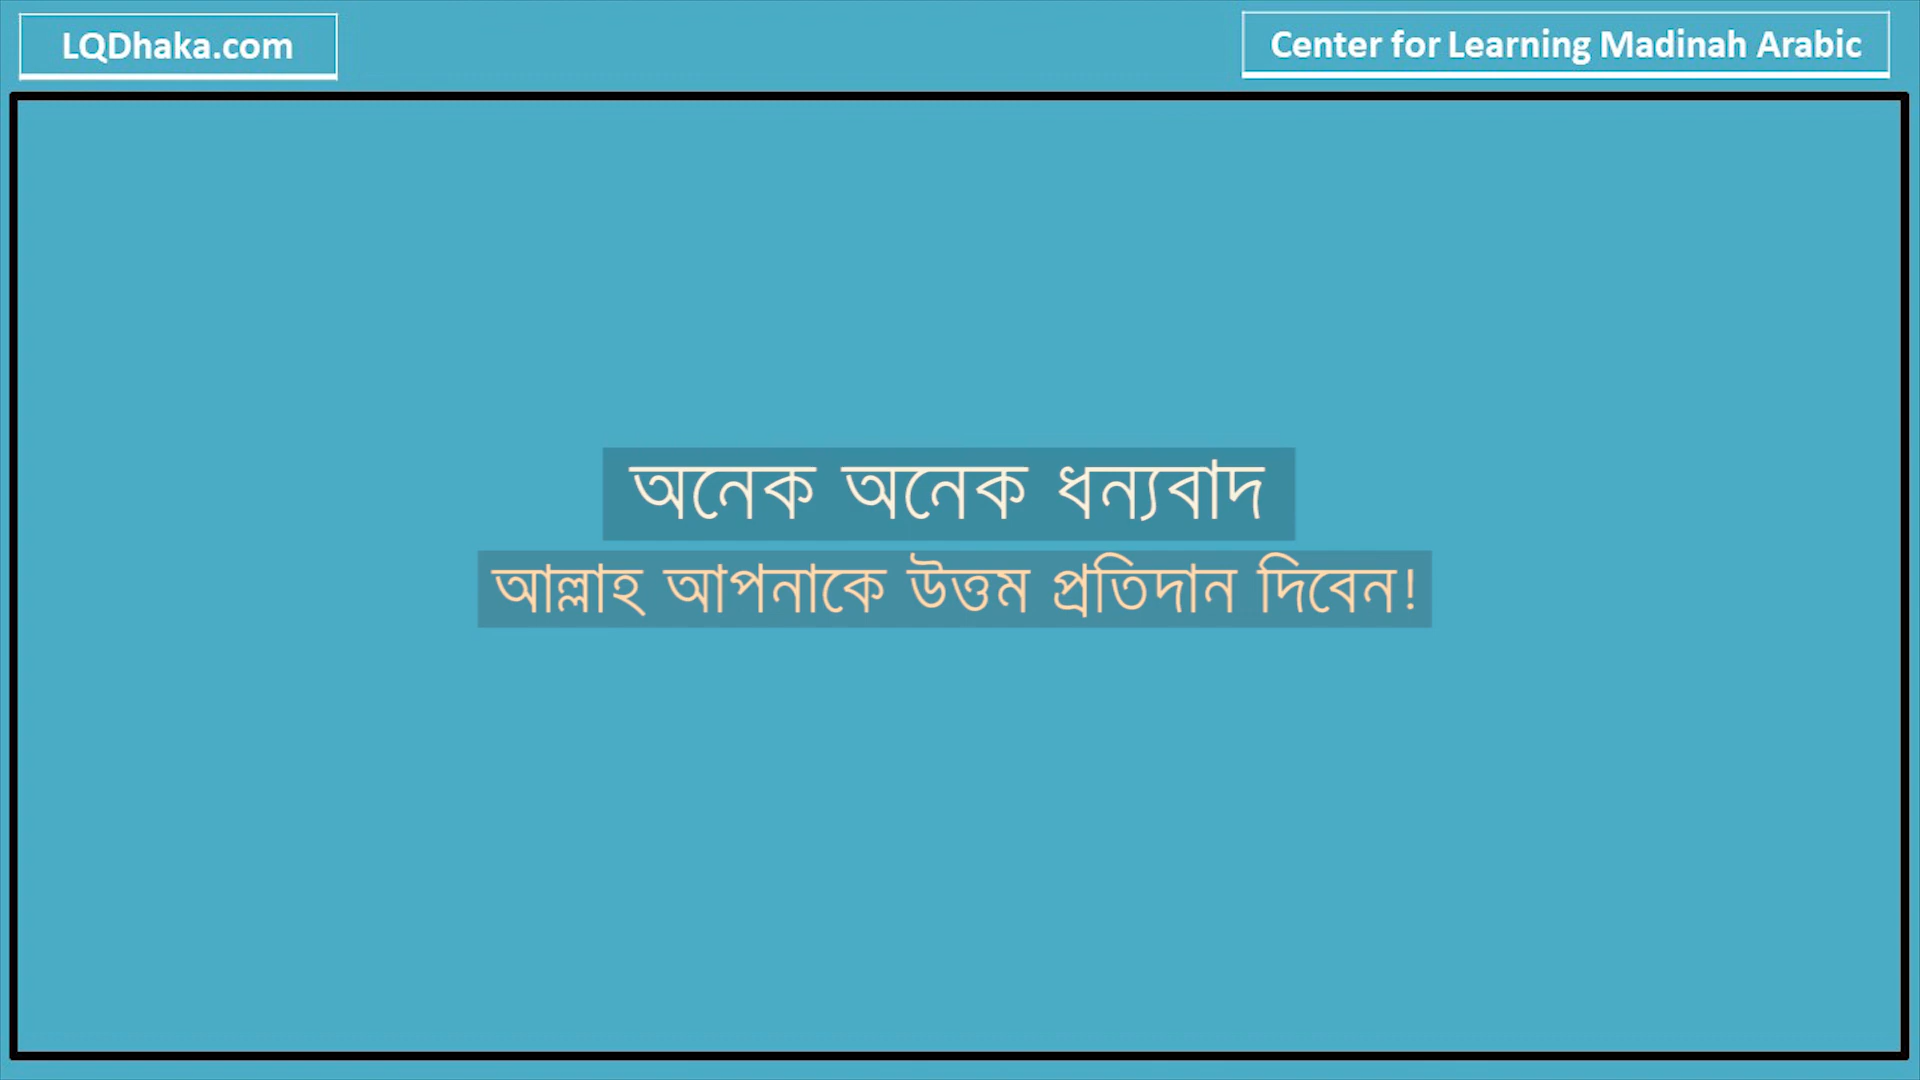 LQDhaka.com
Center for Learning Madinah Arabic
অনেক অনেক ধন্যবাদ
আল্লাহ আপনাকে উত্তম প্রতিদান দিবেন!